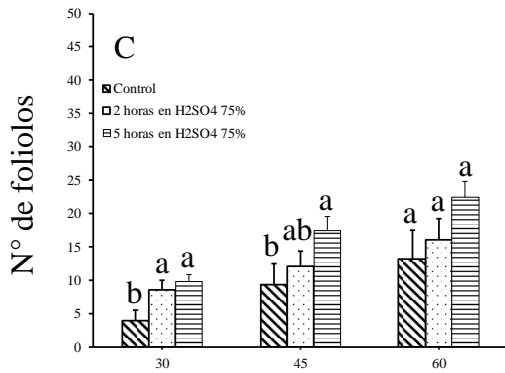 50
45
40
35
30
25
20
15
10
5
0
N° de foliolos
C
Control
2 horas en H2SO4 75%
5 horas en H2SO4 75%
b a a
b ab a
a a a
30 45 60